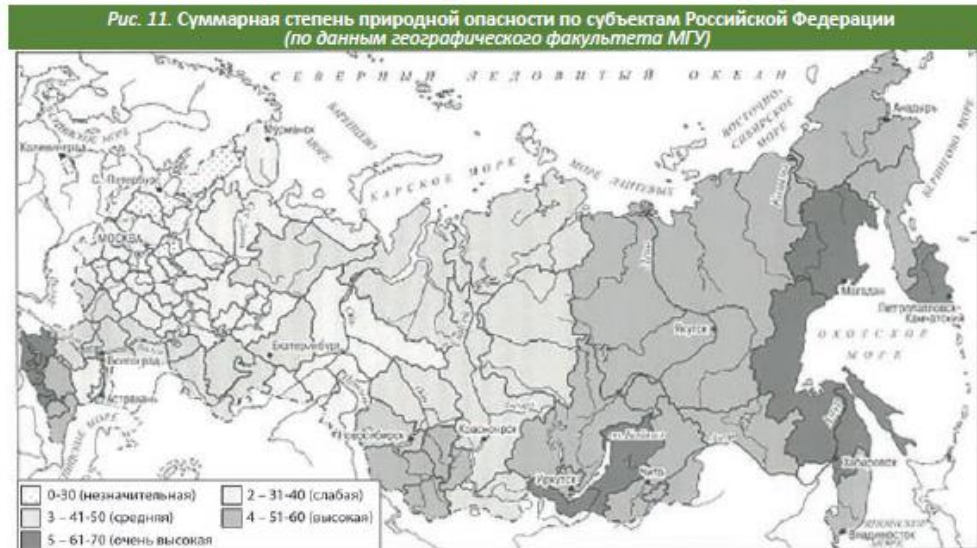 Рис. 11. Суммарная степень природной опасности по субъектам Российской Федерации
(по данным географического факультета МГУ)
СЕВЕРНЫЙ ЛЕДОВИТЫЙ ОКЕАН
БАРЕНЦЕВО МОРЕ
КАРСКОЕ МОРЕ
МОРЕ ЛАПТЕВЫХ
ВОСТОЧНО-СИБИРСКОЕ МОРЕ
БЕРИНГОВО МОРЕ
Анадырь
Мурманск
Калининград
С. Петербург
МОСКВА
Якутск
Магадан
Петропавловск-
Камчатский
ОХОТСКОЕ
МОРЕ
Екатеринбург
Волгоград
Астрахань
Новосибирск
Красноярск
Иркутск
Чита
Хабаровск
Владивосток
0-30 (незначительная)
2 – 31-40 (слабая)
3 – 41-50 (средняя)
4 – 51-60 (высокая)
5 – 61-70 (очень высокая